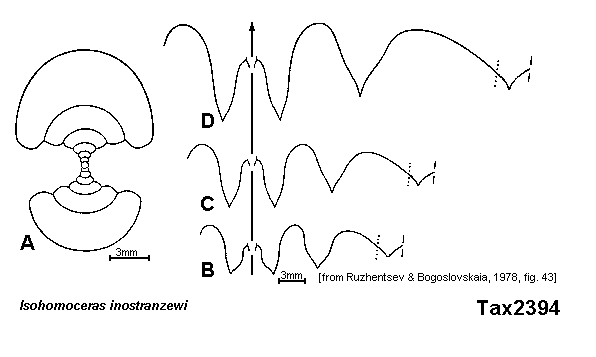 D
C
A
3mm
B
3mm
[from Ruzhentsev & Bogoslovskaia, 1978, fig. 43]
Isohomoceras inostranzewi
Tax2394